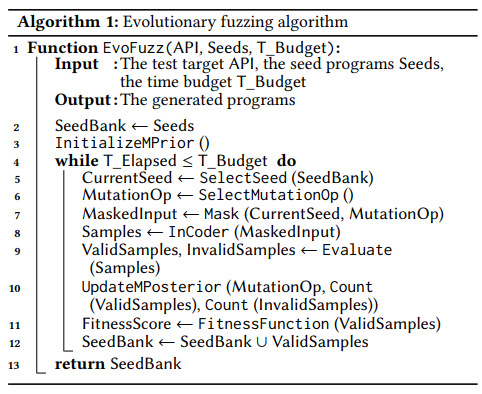 Algorithm 1: Evolutionary fuzzing algorithm
1 Function EvoFuzz(API, Seeds, T_Budget):
Input :The test target API, the seed programs Seeds,
the time budget T_Budget
Output:The generated programs
2 SeedBank ← Seeds
3 InitializeMPrior ()
4 while T_Elapsed ≤ T_Budget do
5 CurrentSeed ← SelectSeed (SeedBank)
6 MutationOp ← SelectMutationOp ()
7 MaskedInput ← Mask (CurrentSeed, MutationOp)
8 Samples ← InCoder (MaskedInput)
9 ValidSamples, InvalidSamples ← Evaluate
(Samples)
10 UpdateMPosterior (MutationOp, Count
(ValidSamples), Count (InvalidSamples))
11 FitnessScore ← FitnessFunction (ValidSamples)
12 SeedBank ← SeedBank ∪ ValidSamples
13 return SeedBank